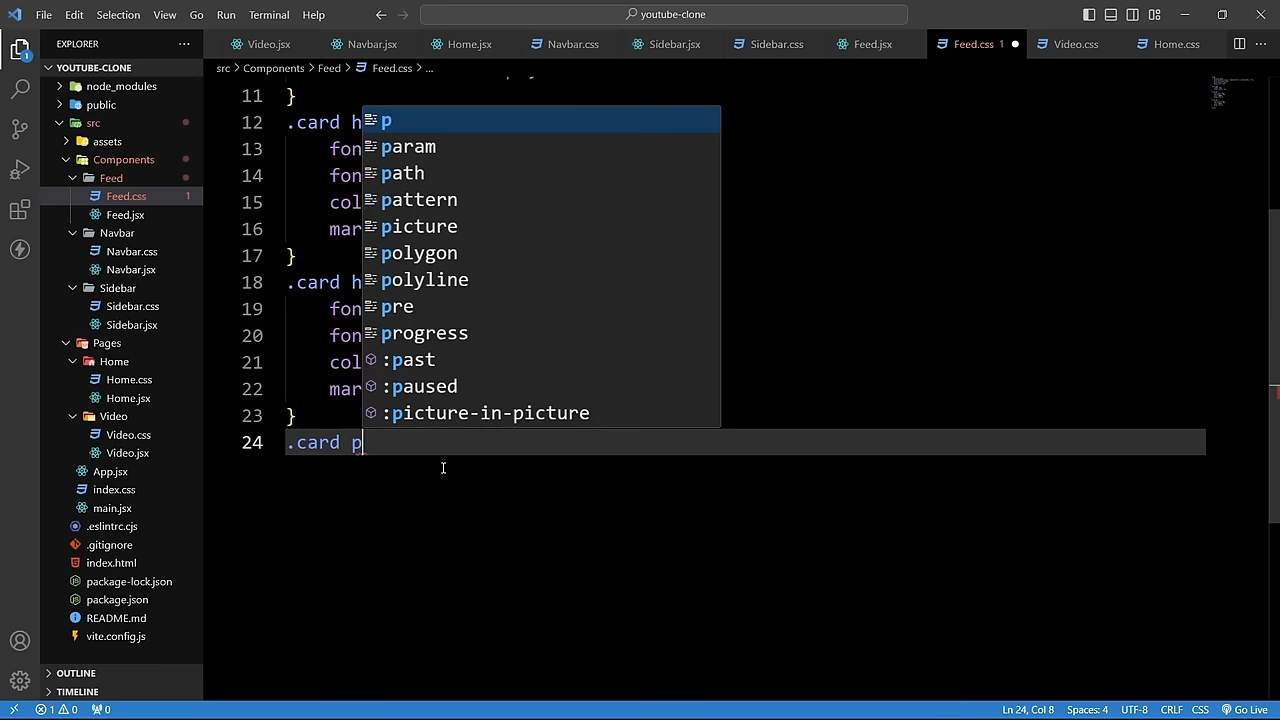 File Edit Selection View Go Run Terminal Help youtube-clone
EXPLORER
Video.jsx Navbar.jsx Home.jsx Navbar.css Sidebar.jsx Sidebar.css Feed.jsx Feed.css 1 Video.css Home.css
YOUTUBE-CLONE
src > Components > Feed > Feed.css > ...
node_modules
public
src
assets
Components
Feed
Feed.css 1
Feed.jsx
Navbar
Navbar.css
Navbar.jsx
Sidebar
Sidebar.css
Sidebar.jsx
Pages
Home
Home.css
Home.jsx
Video
Video.css
Video.jsx
App.jsx
index.css
main.jsx
.eslintrc.cjs
.gitignore
index.html
package-lock.json
package.json
README.md
vite.config.js
OUTLINE
TIMELINE
11 }
12 .card h
13 fon
14 fon
15 col
16 mar
17 }
18 .card h
19 fon
20 fon
21 col
22 mar
23 }
24 .card p
p
param
path
pattern
picture
polygon
polyline
pre
progress
:past
:paused
:picture-in-picture
1 0 0 Ln 24, Col 8 Spaces: 4 UTF-8 CRLF CSS Go Live